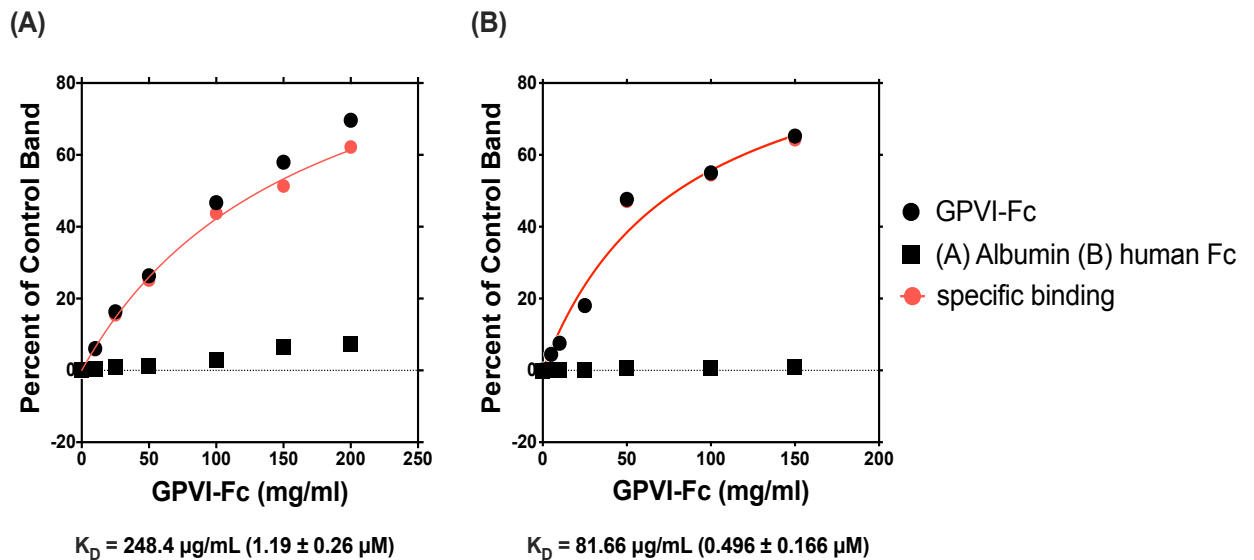 (A)
(B)
Percent of Control Band
80
60
40
20
0
-20
0 50 100 150 200 250
GPVI-Fc (mg/ml)
K_D = 248.4 µg/mL (1.19 ± 0.26 µM)
Percent of Control Band
80
60
40
20
0
-20
0 50 100 150 200
GPVI-Fc (mg/ml)
K_D = 81.66 µg/mL (0.496 ± 0.166 µM)
GPVI-Fc
(A) Albumin (B) human Fc
specific binding